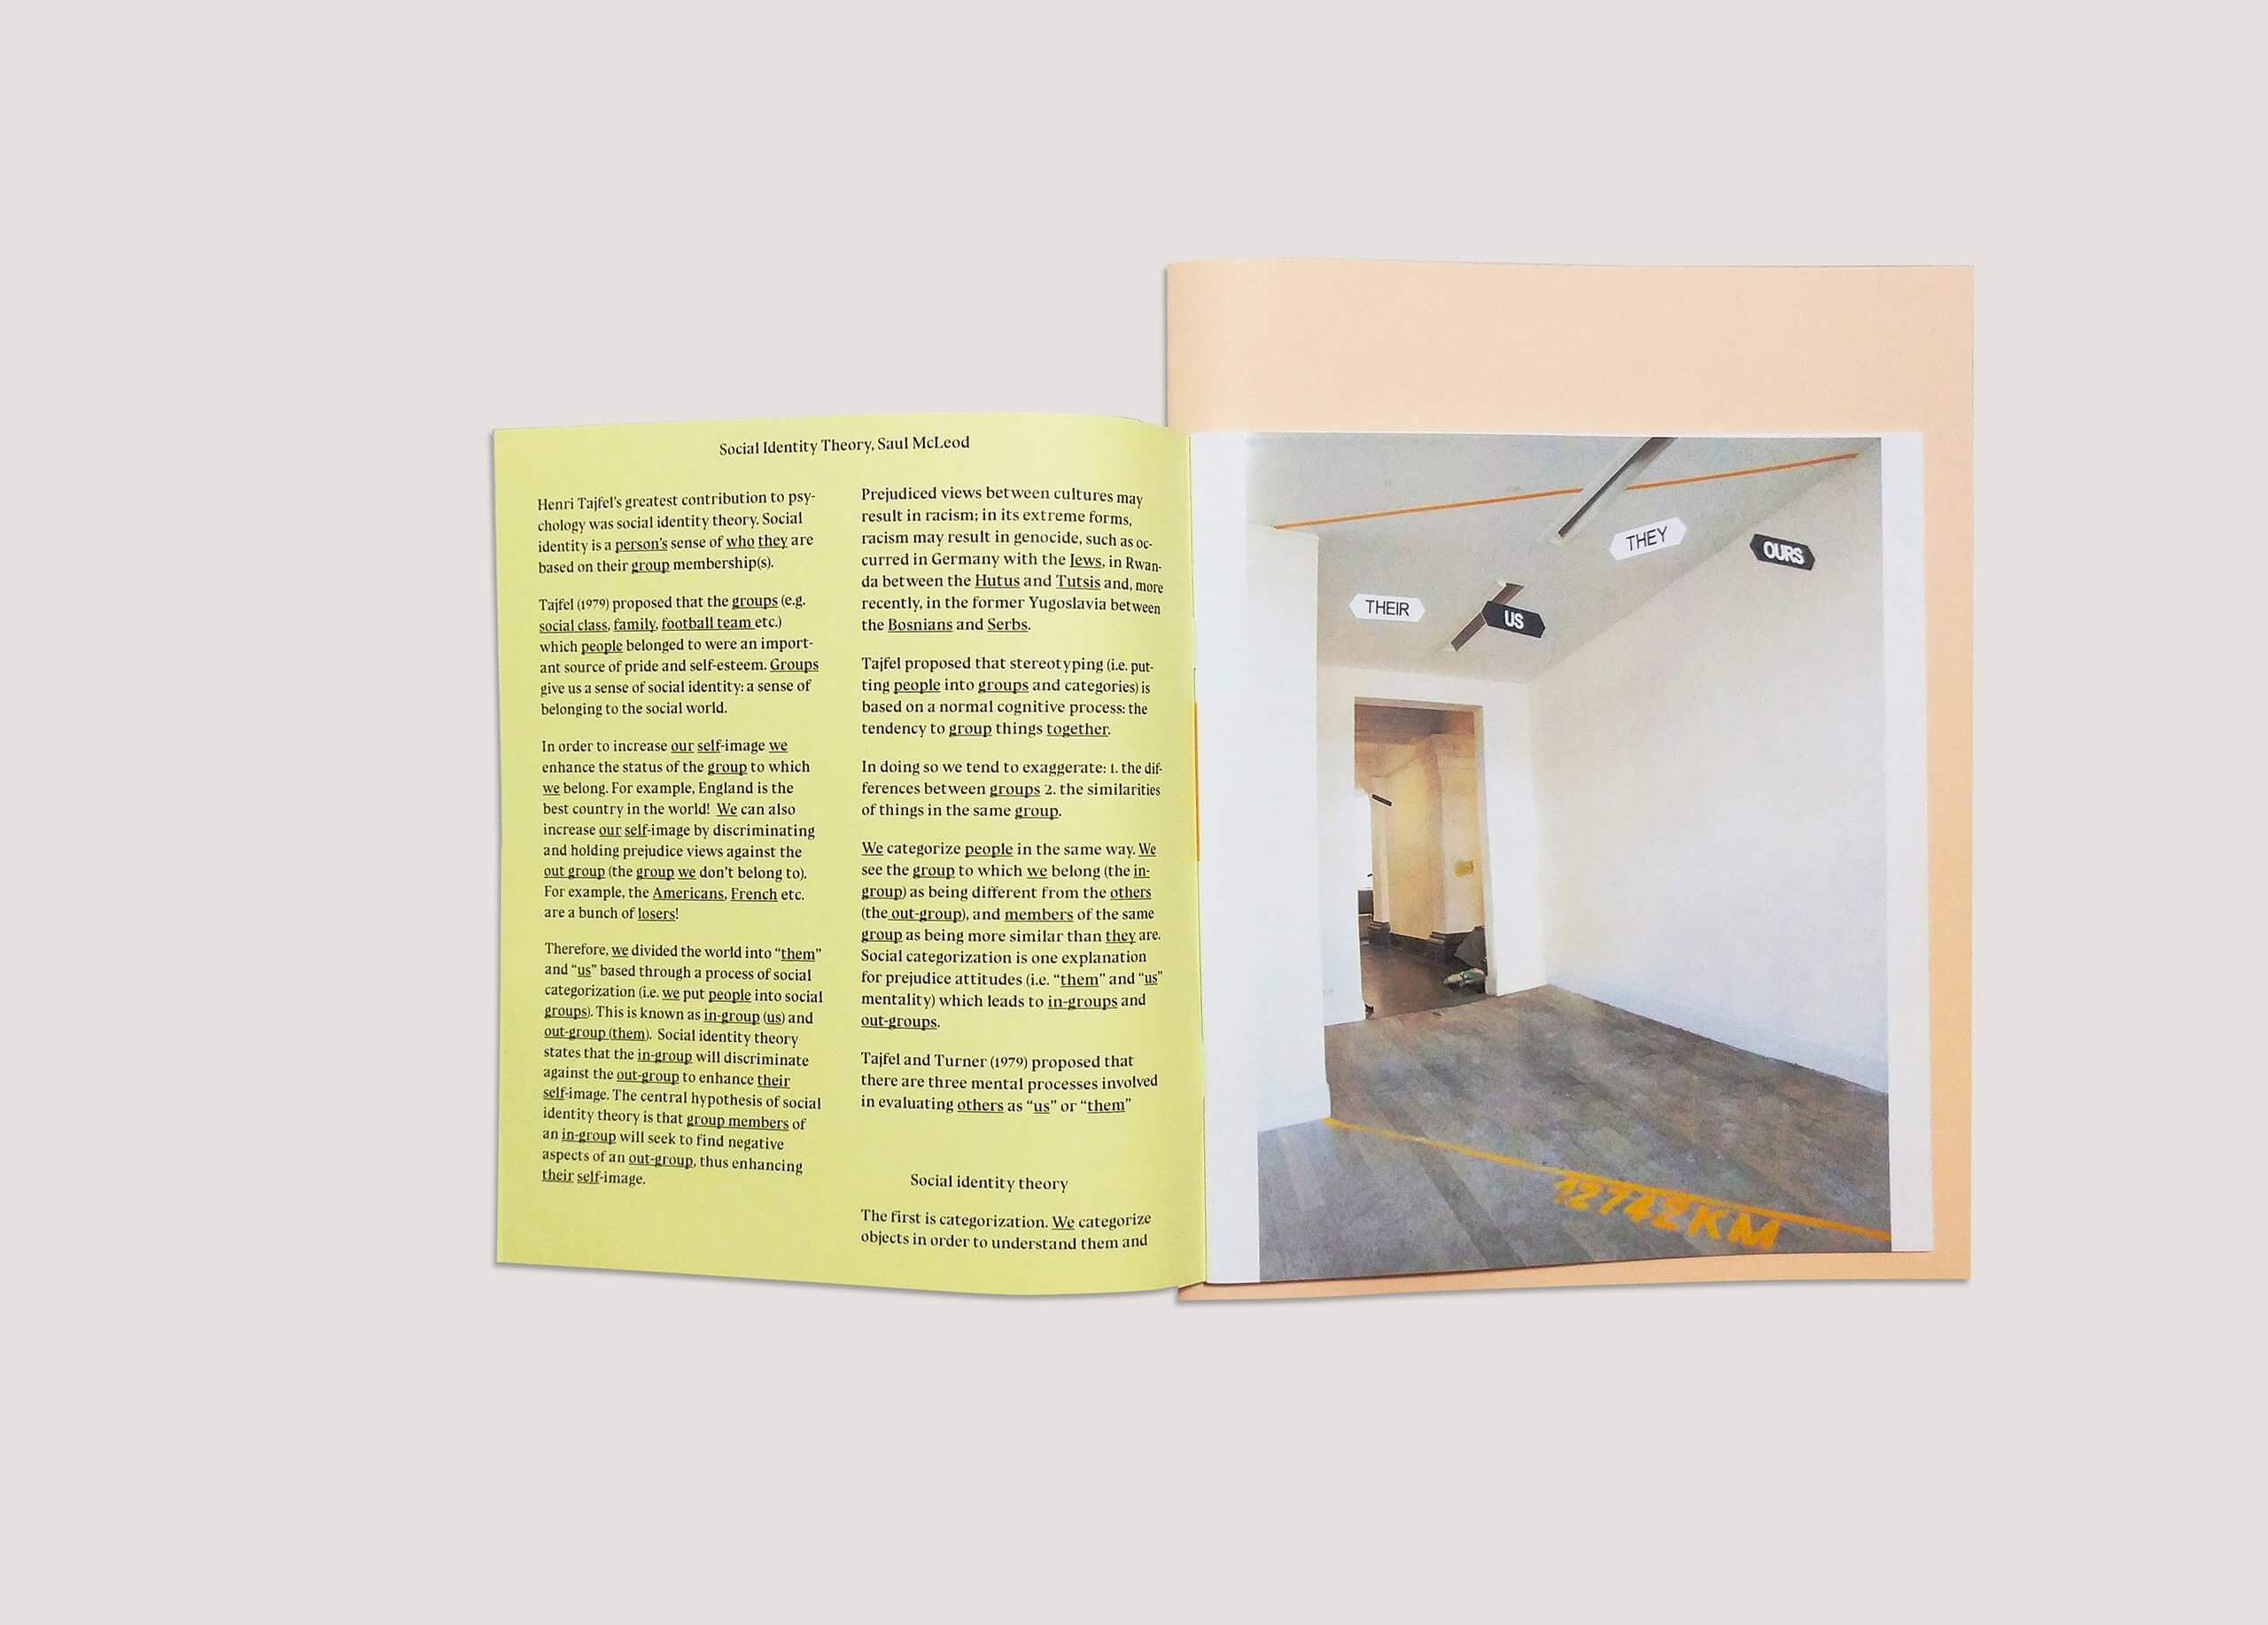 Social Identity Theory, Saul McLeod
Henri Tajfel's greatest contribution to psy-
chology was social identity theory. Social
identity is a person's sense of who they are
based on their group membership(s).
Tajfel (1979) proposed that the groups (e.g.
social class, family, football team etc.)
which people belonged to were an import-
ant source of pride and self-esteem. Groups
give us a sense of social identity: a sense of
belonging to the social world.
In order to increase our self-image we
enhance the status of the group to which
we belong. For example, England is the
best country in the world! We can also
increase our self-image by discriminating
and holding prejudice views against the
out group (the group we don't belong to).
For example, the Americans, French etc.
are a bunch of losers!
Therefore, we divided the world into “them”
and “us” based through a process of social
categorization (i.e. we put people into social
groups). This is known as in-group (us) and
out-group (them). Social identity theory
states that the in-group will discriminate
against the out-group to enhance their
self-image. The central hypothesis of social
identity theory is that group members of
an in-group will seek to find negative
aspects of an out-group, thus enhancing
their self-image.
Prejudiced views between cultures may
result in racism; in its extreme forms,
racism may result in genocide, such as oc-
curred in Germany with the Jews, in Rwan-
da between the Hutus and Tutsis and, more
recently, in the former Yugoslavia between
the Bosnians and Serbs.
Tajfel proposed that stereotyping (i.e. put-
ting people into groups and categories) is
based on a normal cognitive process: the
tendency to group things together.
In doing so we tend to exaggerate: 1. the dif-
ferences between groups 2. the similarities
of things in the same group.
We categorize people in the same way. We
see the group to which we belong (the in-
group) as being different from the others
(the out-group), and members of the same
group as being more similar than they are.
Social categorization is one explanation
for prejudice attitudes (i.e. “them” and “us”
mentality) which leads to in-groups and
out-groups.
Tajfel and Turner (1979) proposed that
there are three mental processes involved
in evaluating others as “us” or “them”
Social identity theory
The first is categorization. We categorize
objects in order to understand them and
THEY
OURS
THEIR
US
12742KM